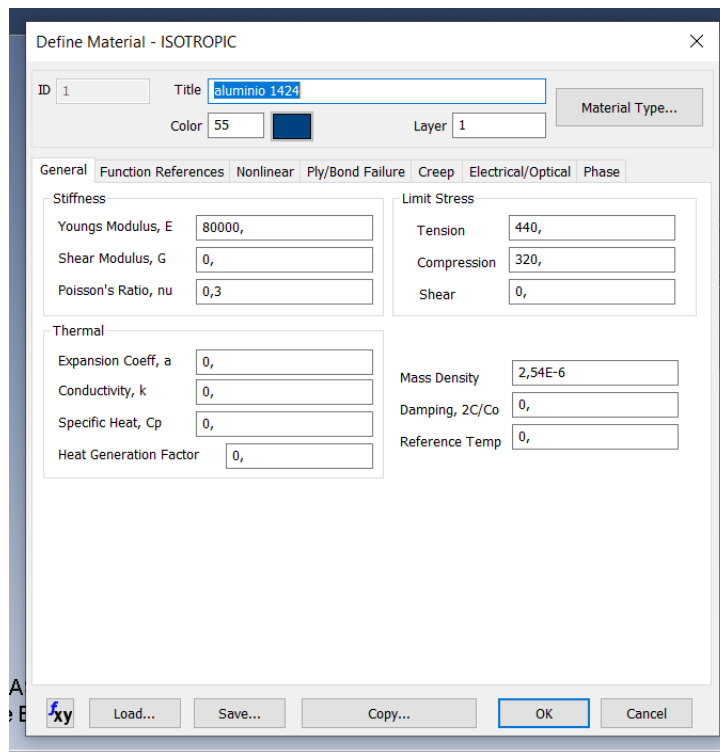 Define Material - ISOTROPIC
ID 1 Title aluminio 1424 Material Type...
Color 55 Layer 1
General Function References Nonlinear Ply/Bond Failure Creep Electrical/Optical Phase
Stiffness
Youngs Modulus, E 80000,
Shear Modulus, G 0,
Poisson's Ratio, nu 0,3
Limit Stress
Tension 440,
Compression 320,
Shear 0,
Thermal
Expansion Coeff, a 0,
Conductivity, k 0,
Specific Heat, Cp 0,
Heat Generation Factor 0,
Mass Density 2,54E-6
Damping, 2C/Co 0,
Reference Temp 0,
fxy Load... Save... Copy... OK Cancel